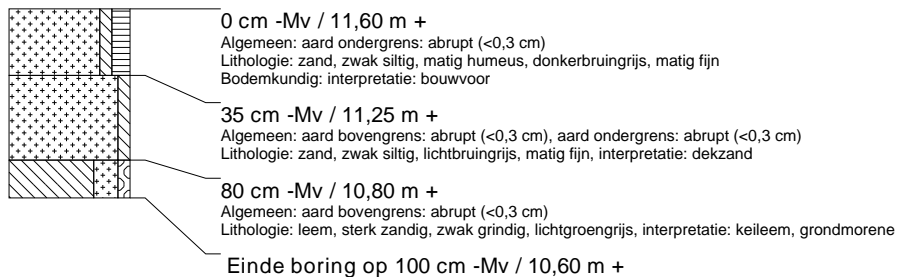 0 cm -Mv / 11,60 m +
Algemeen: aard ondergrens: abrupt (<0,3 cm)
Lithologie: zand, zwak siltig, matig humeus, donkerbruingrijs, matig fijn
Bodemkundig: interpretatie: bouwvoor
35 cm -Mv / 11,25 m +
Algemeen: aard bovengrens: abrupt (<0,3 cm), aard ondergrens: abrupt (<0,3 cm)
Lithologie: zand, zwak siltig, lichtbruingrijs, matig fijn, interpretatie: dekzand
80 cm -Mv / 10,80 m +
Algemeen: aard bovengrens: abrupt (<0,3 cm)
Lithologie: leem, sterk zandig, zwak grindig, lichtgroengrijs, interpretatie: keileem, grondmorene
Einde boring op 100 cm -Mv / 10,60 m +